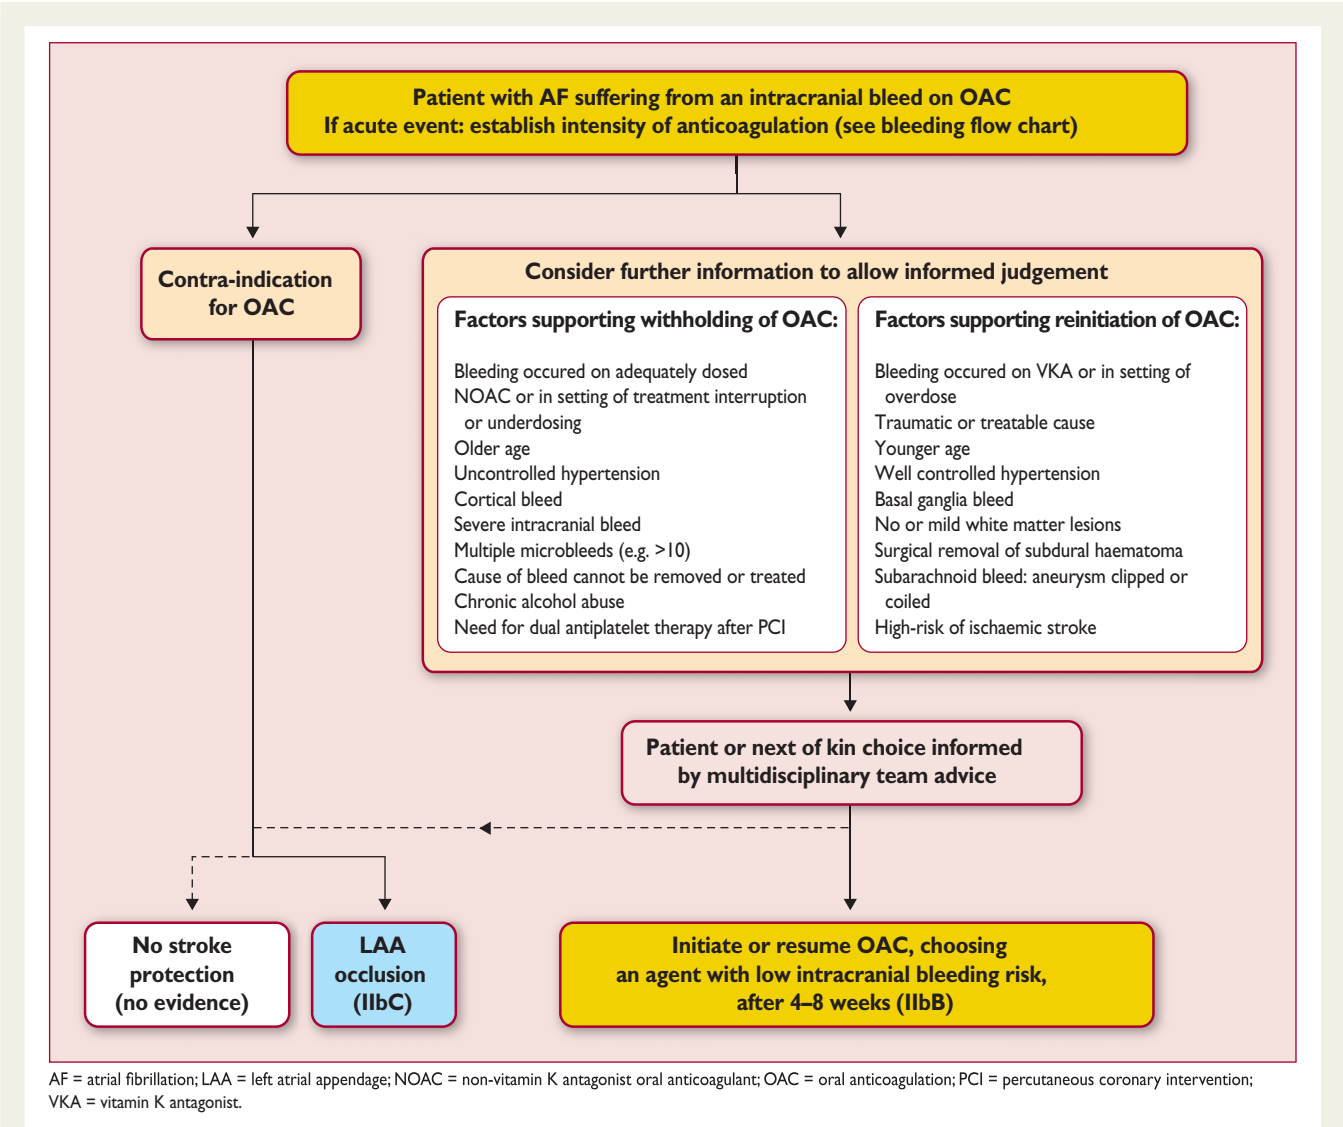 Patient with AF suffering from an intracranial bleed on OAC
If acute event: establish intensity of anticoagulation (see bleeding flow chart)
Contra-indication
for OAC
Consider further information to allow informed judgement
Factors supporting withholding of OAC:
Bleeding occured on adequately dosed
NOAC or in setting of treatment interruption
or underdosing
Older age
Uncontrolled hypertension
Cortical bleed
Severe intracranial bleed
Multiple microbleeds (e.g. >10)
Cause of bleed cannot be removed or treated
Chronic alcohol abuse
Need for dual antiplatelet therapy after PCI
Factors supporting reinitiation of OAC:
Bleeding occured on VKA or in setting of
overdose
Traumatic or treatable cause
Younger age
Well controlled hypertension
Basal ganglia bleed
No or mild white matter lesions
Surgical removal of subdural haematoma
Subarachnoid bleed: aneurysm clipped or
coiled
High-risk of ischaemic stroke
Patient or next of kin choice informed
by multidisciplinary team advice
No stroke
protection
(no evidence)
LAA
occlusion
(IIbC)
Initiate or resume OAC, choosing
an agent with low intracranial bleeding risk,
after 4–8 weeks (IIbB)
AF = atrial fibrillation; LAA = left atrial appendage; NOAC = non-vitamin K antagonist oral anticoagulant; OAC = oral anticoagulation; PCI = percutaneous coronary intervention;
VKA = vitamin K antagonist.